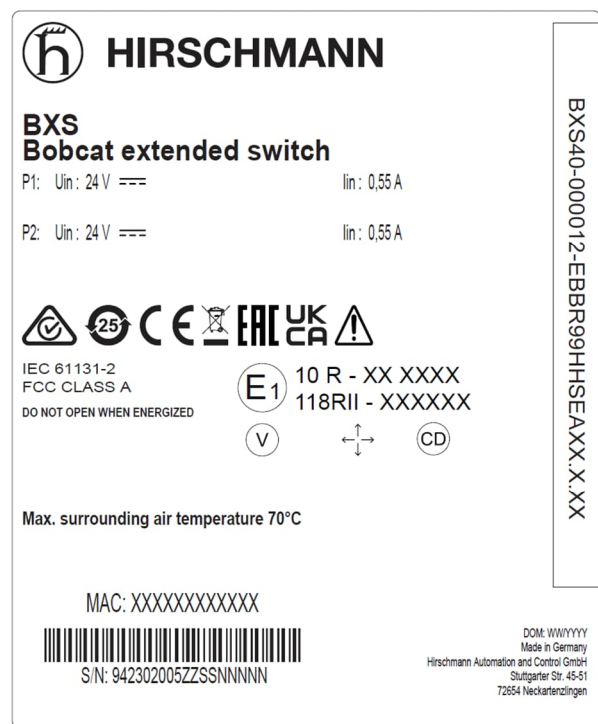 HIRSCHMANN
BXS
Bobcat extended switch
P1: Uin : 24 V Iin : 0,55 A
P2: Uin : 24 V Iin : 0,55 A
25 CE EAC UK CA
IEC 61131-2
FCC CLASS A
DO NOT OPEN WHEN ENERGIZED
E1 10 R - XX XXXX
118RII - XXXXXX
V CD
Max. surrounding air temperature 70°C
MAC: XXXXXXXXXXXX
S/N: 942302005ZZSSNNNNN
DOM: WW/YYYY
Made in Germany
Hirschmann Automation and Control GmbH
Stuttgarter Str. 45-51
72654 Neckartenzlingen
BXS40-000012-EBBR99HHSEAXX.X.XX